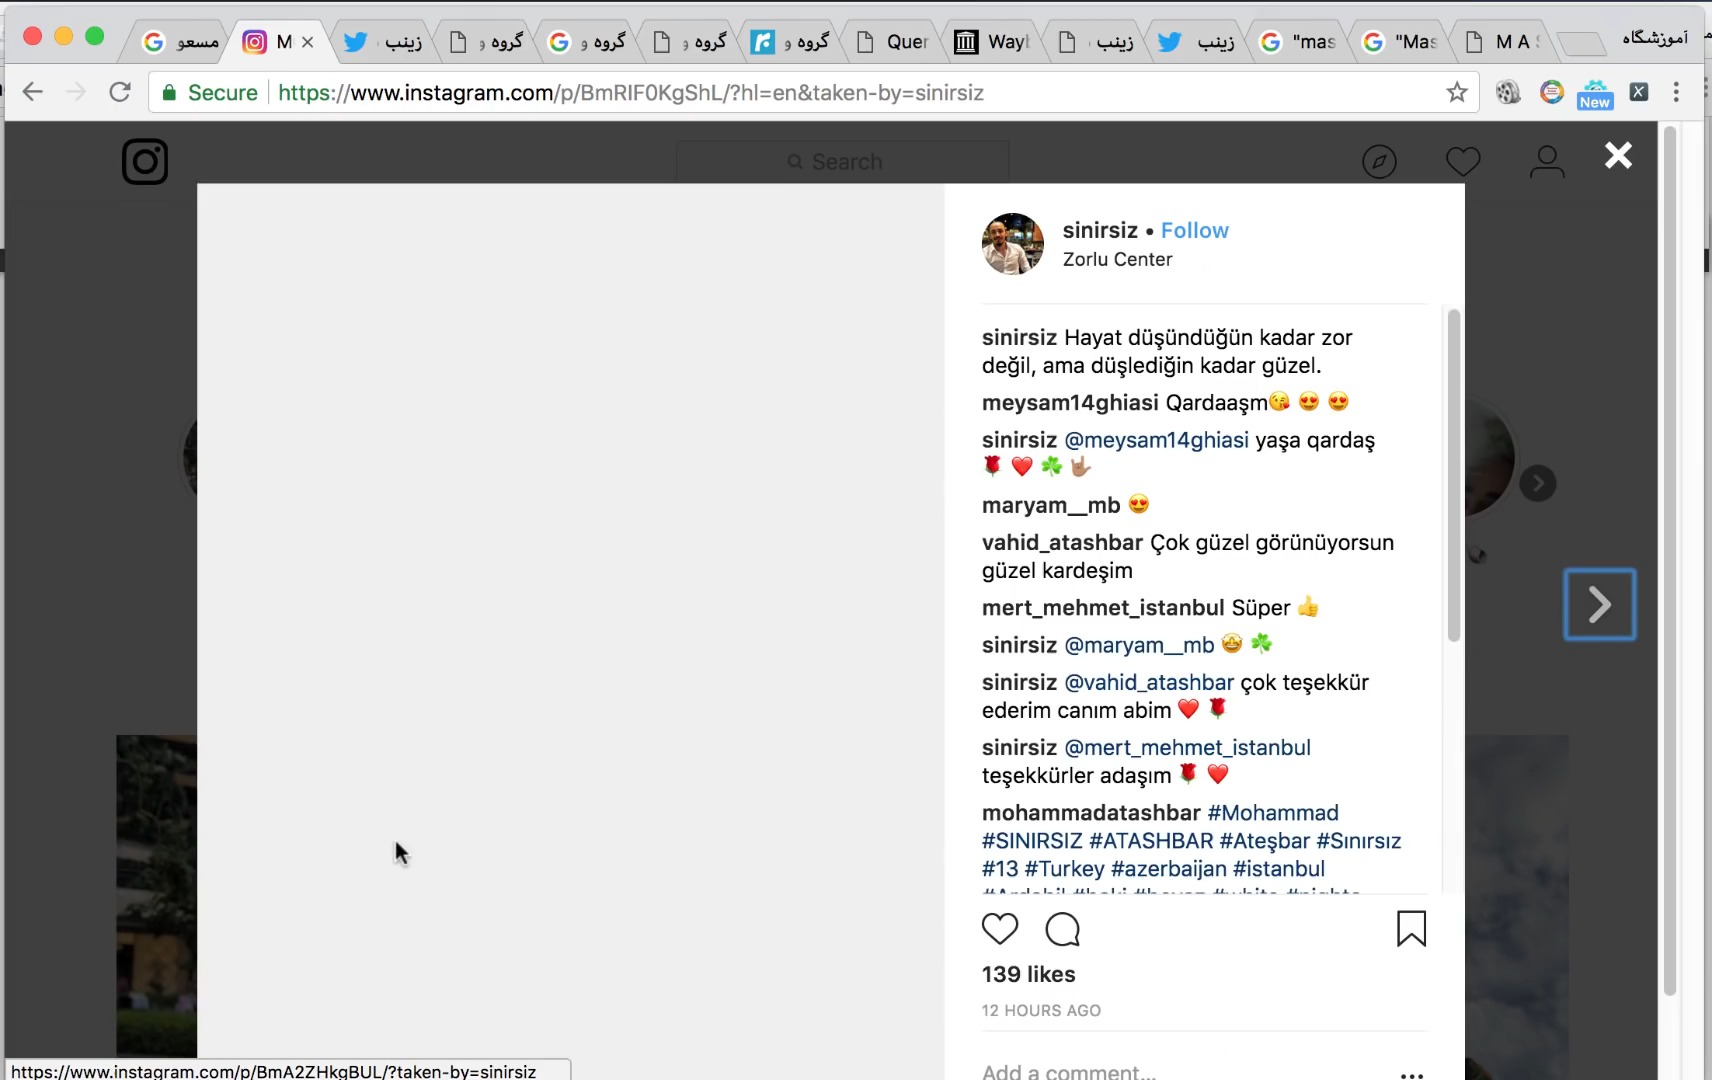 مسعو
M
زینب
گروه و
گروه و
گروه و
گروه و
Quer
Wayb
زینب
زینب
"mas
"Mas
M A S
آموزشگاه
Secure
https://www.instagram.com/p/BmRIF0KgShL/?hl=en&taken-by=sinirsiz
New
Search
sinirsiz • Follow
Zorlu Center
sinirsiz Hayat düşündüğün kadar zor
değil, ama düşlediğin kadar güzel.
meysam14ghiasi Qardaaşm😘 😍 😍
sinirsiz @meysam14ghiasi yaşa qardaş
🌹 ❤️ ☘️ 🤟🏽
maryam__mb 😍
vahid_atashbar Çok güzel görünüyorsun
güzel kardeşim
mert_mehmet_istanbul Süper 👍
sinirsiz @maryam__mb 🤩 ☘️
sinirsiz @vahid_atashbar çok teşekkür
ederim canım abim ❤️ 🌹
sinirsiz @mert_mehmet_istanbul
teşekkürler adaşım 🌹 ❤️
mohammadatashbar #Mohammad
#SINIRSIZ #ATASHBAR #Ateşbar #Sınırsız
#13 #Turkey #azerbaijan #istanbul
139 likes
12 HOURS AGO
Add a comment...
https://www.instagram.com/p/BmA2ZHkgBUL/?taken-by=sinirsiz